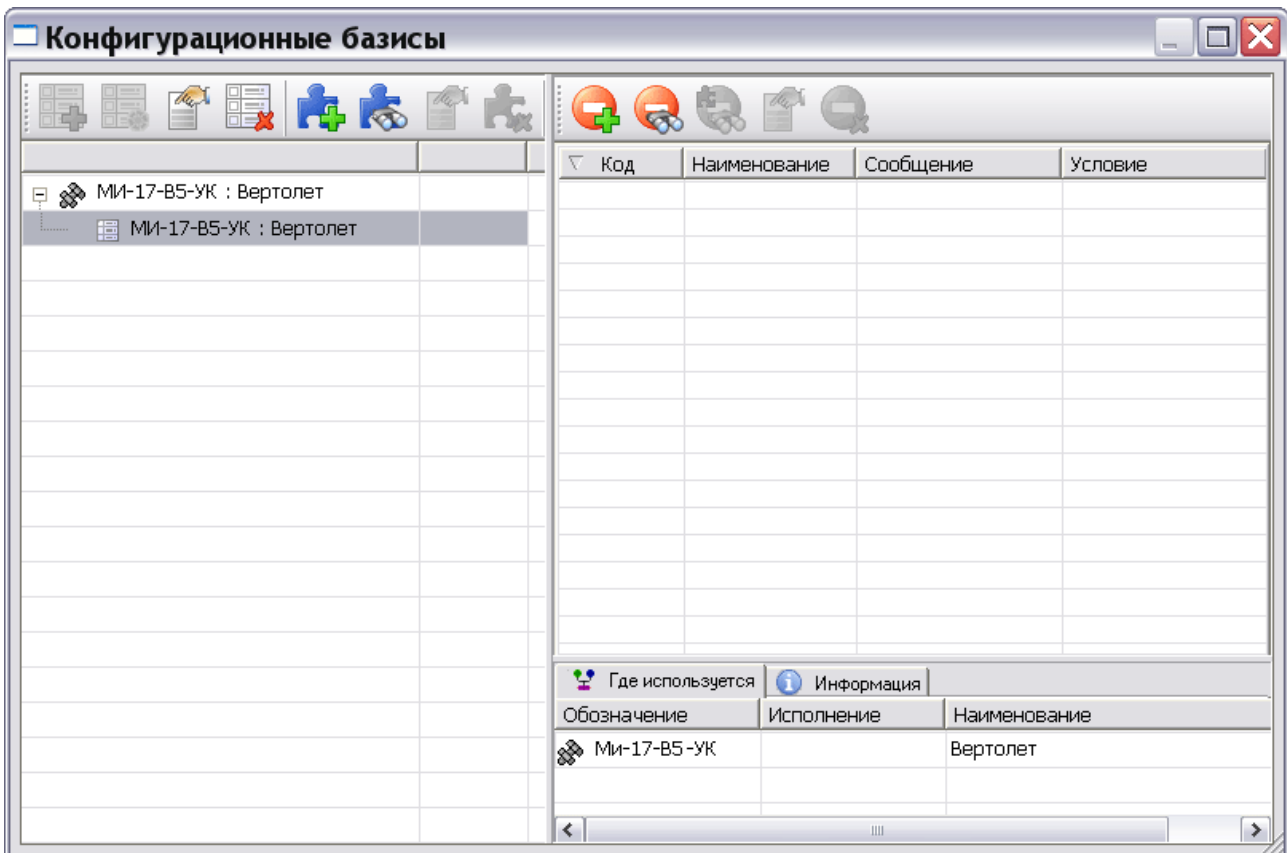 Конфигурационные базисы
Код Наименование Сообщение Условие
МИ-17-В5-УК : Вертолет
МИ-17-В5-УК : Вертолет
Где используется Информация
Обозначение Исполнение Наименование
Ми-17-В5-УК Вертолет